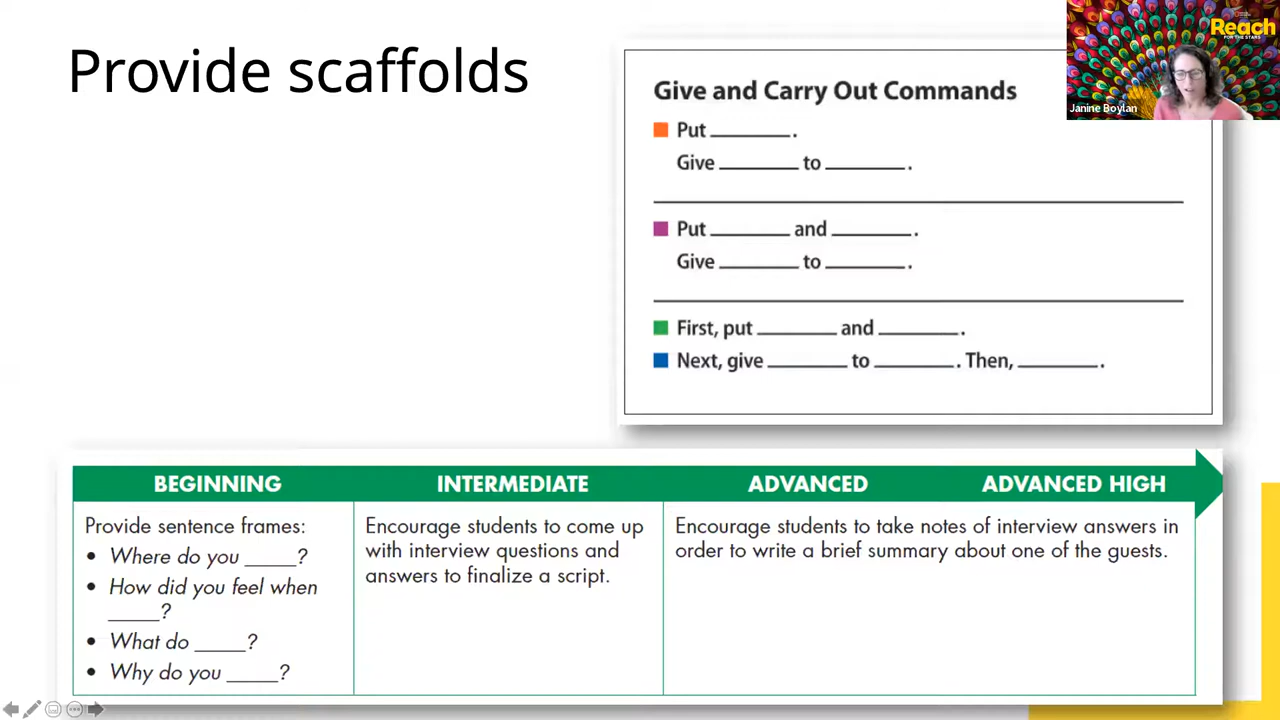 Provide scaffolds
Reach
FOR THE STARS
Janine Boylan
Give and Carry Out Commands
Put ________.
Give ________ to ________.
Put ________ and ________.
Give ________ to ________.
First, put ________ and ________.
Next, give ________ to ________. Then, ________.
BEGINNING
Provide sentence frames:
• Where do you _____?
• How did you feel when
_____?
• What do _____?
• Why do you _____?
INTERMEDIATE
Encourage students to come up
with interview questions and
answers to finalize a script.
ADVANCED ADVANCED HIGH
Encourage students to take notes of interview answers in
order to write a brief summary about one of the guests.